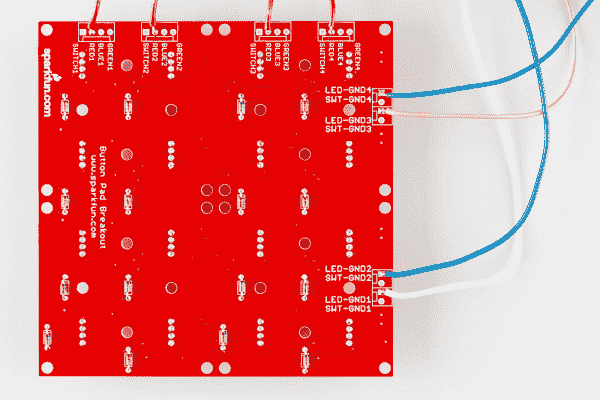 SWITCH1
RED1
BLUE1
GREEN1
SWITCH2
RED2
BLUE2
GREEN2
SWITCH3
RED3
BLUE3
GREEN3
SWITCH4
RED4
BLUE4
GREEN4
sparkfun.com
LED-GND4
SWT-GND4
LED-GND3
SWT-GND3
Button Pad Breakout
www.sparkfun.com
LED-GND2
SWT-GND2
LED-GND1
SWT-GND1